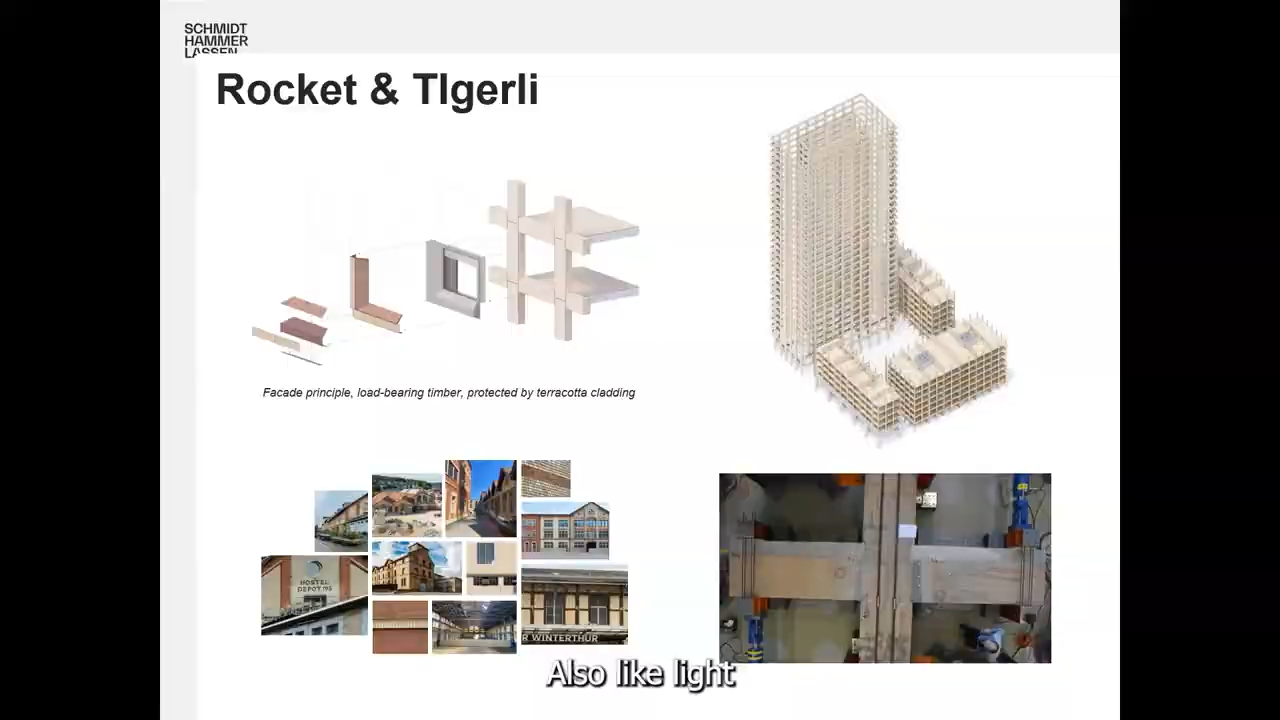 SCHMIDT
HAMMER
LASSEN
Rocket & TIgerli
Facade principle, load-bearing timber, protected by terracotta cladding
HOSTEL
DEPOT 195
R WINTERTHUR
Also like light